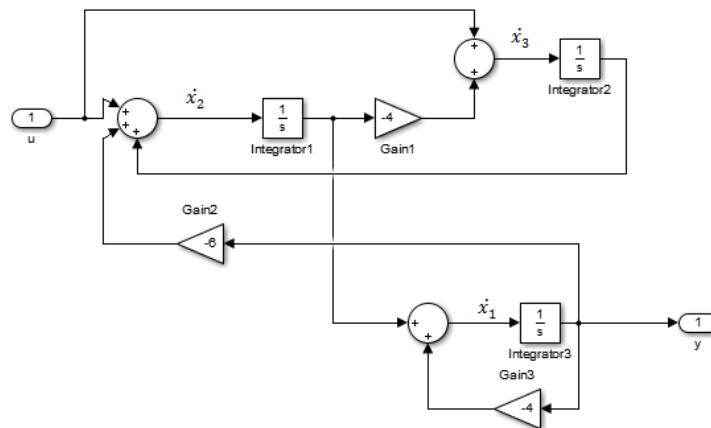 +
+
ẋ₃
1
s
Integrator2
1
u
+
+
+
ẋ₂
1
s
Integrator1
-4
Gain1
Gain2
-6
+
+
ẋ₁
1
s
Integrator3
1
y
Gain3
-4